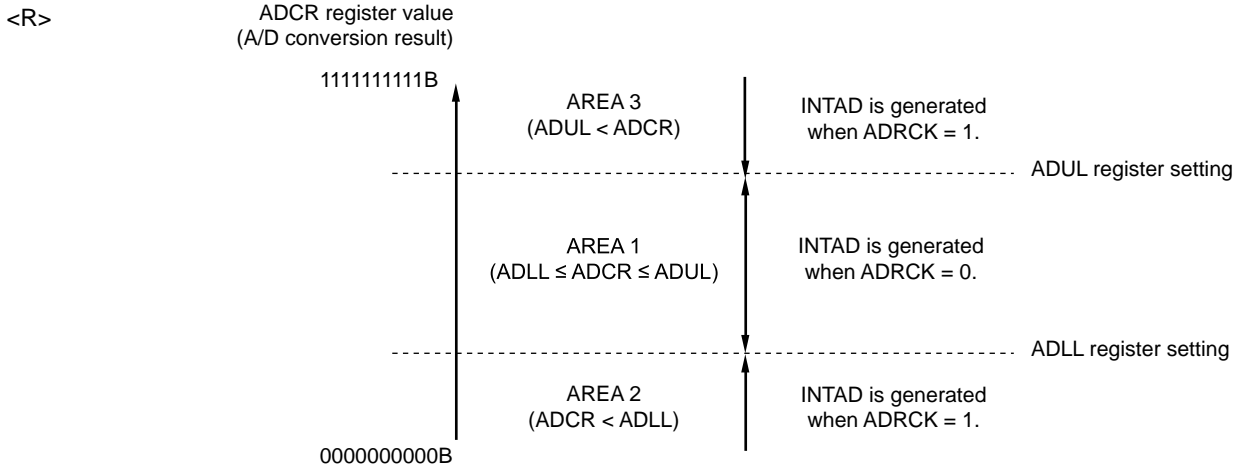 <R>
ADCR register value
(A/D conversion result)
1111111111B
AREA 3
(ADUL < ADCR)
INTAD is generated
when ADRCK = 1.
ADUL register setting
AREA 1
(ADLL ≤ ADCR ≤ ADUL)
INTAD is generated
when ADRCK = 0.
ADLL register setting
AREA 2
(ADCR < ADLL)
INTAD is generated
when ADRCK = 1.
0000000000B